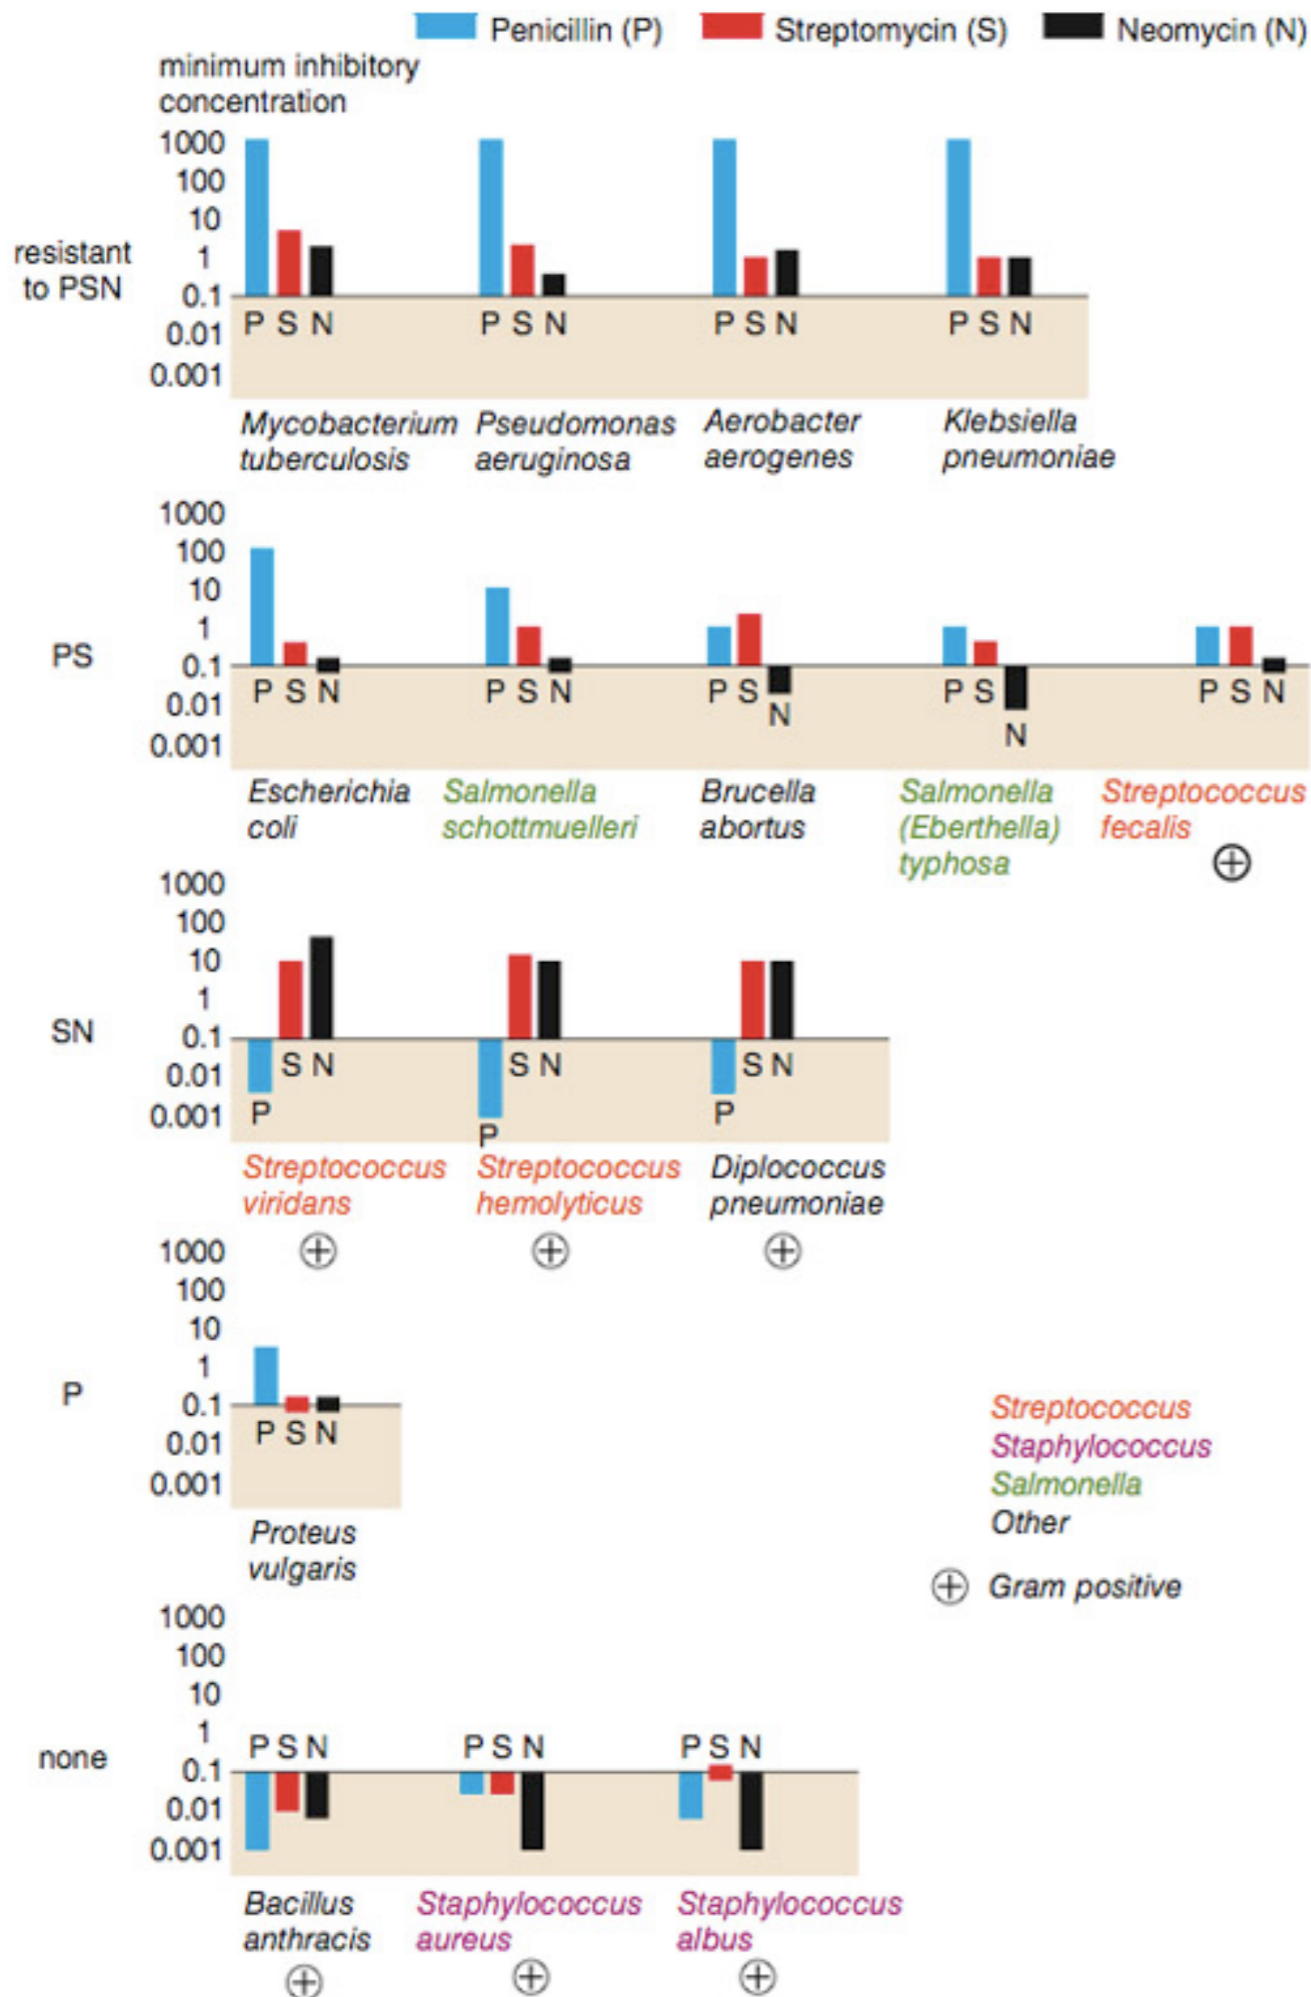 Penicillin (P) Streptomycin (S) Neomycin (N)
minimum inhibitory
concentration
1000
100
10
1
0.1
0.01
0.001
resistant
to PSN
P S N P S N P S N P S N
Mycobacterium
tuberculosis
Pseudomonas
aeruginosa
Aerobacter
aerogenes
Klebsiella
pneumoniae
1000
100
10
1
0.1
0.01
0.001
PS
P S N P S N P S N P S N P S N
Escherichia
coli
Salmonella
schottmuelleri
Brucella
abortus
Salmonella
(Eberthella)
typhosa
Streptococcus
fecalis
+
1000
100
10
1
0.1
0.01
0.001
SN
P S N P S N P S N
Streptococcus
viridans
+
Streptococcus
hemolyticus
+
Diplococcus
pneumoniae
+
1000
100
10
1
0.1
0.01
0.001
P
P S N
Proteus
vulgaris
Streptococcus
Staphylococcus
Salmonella
Other
+ Gram positive
1000
100
10
1
0.1
0.01
0.001
none
P S N P S N P S N
Bacillus
anthracis
+
Staphylococcus
aureus
+
Staphylococcus
albus
+